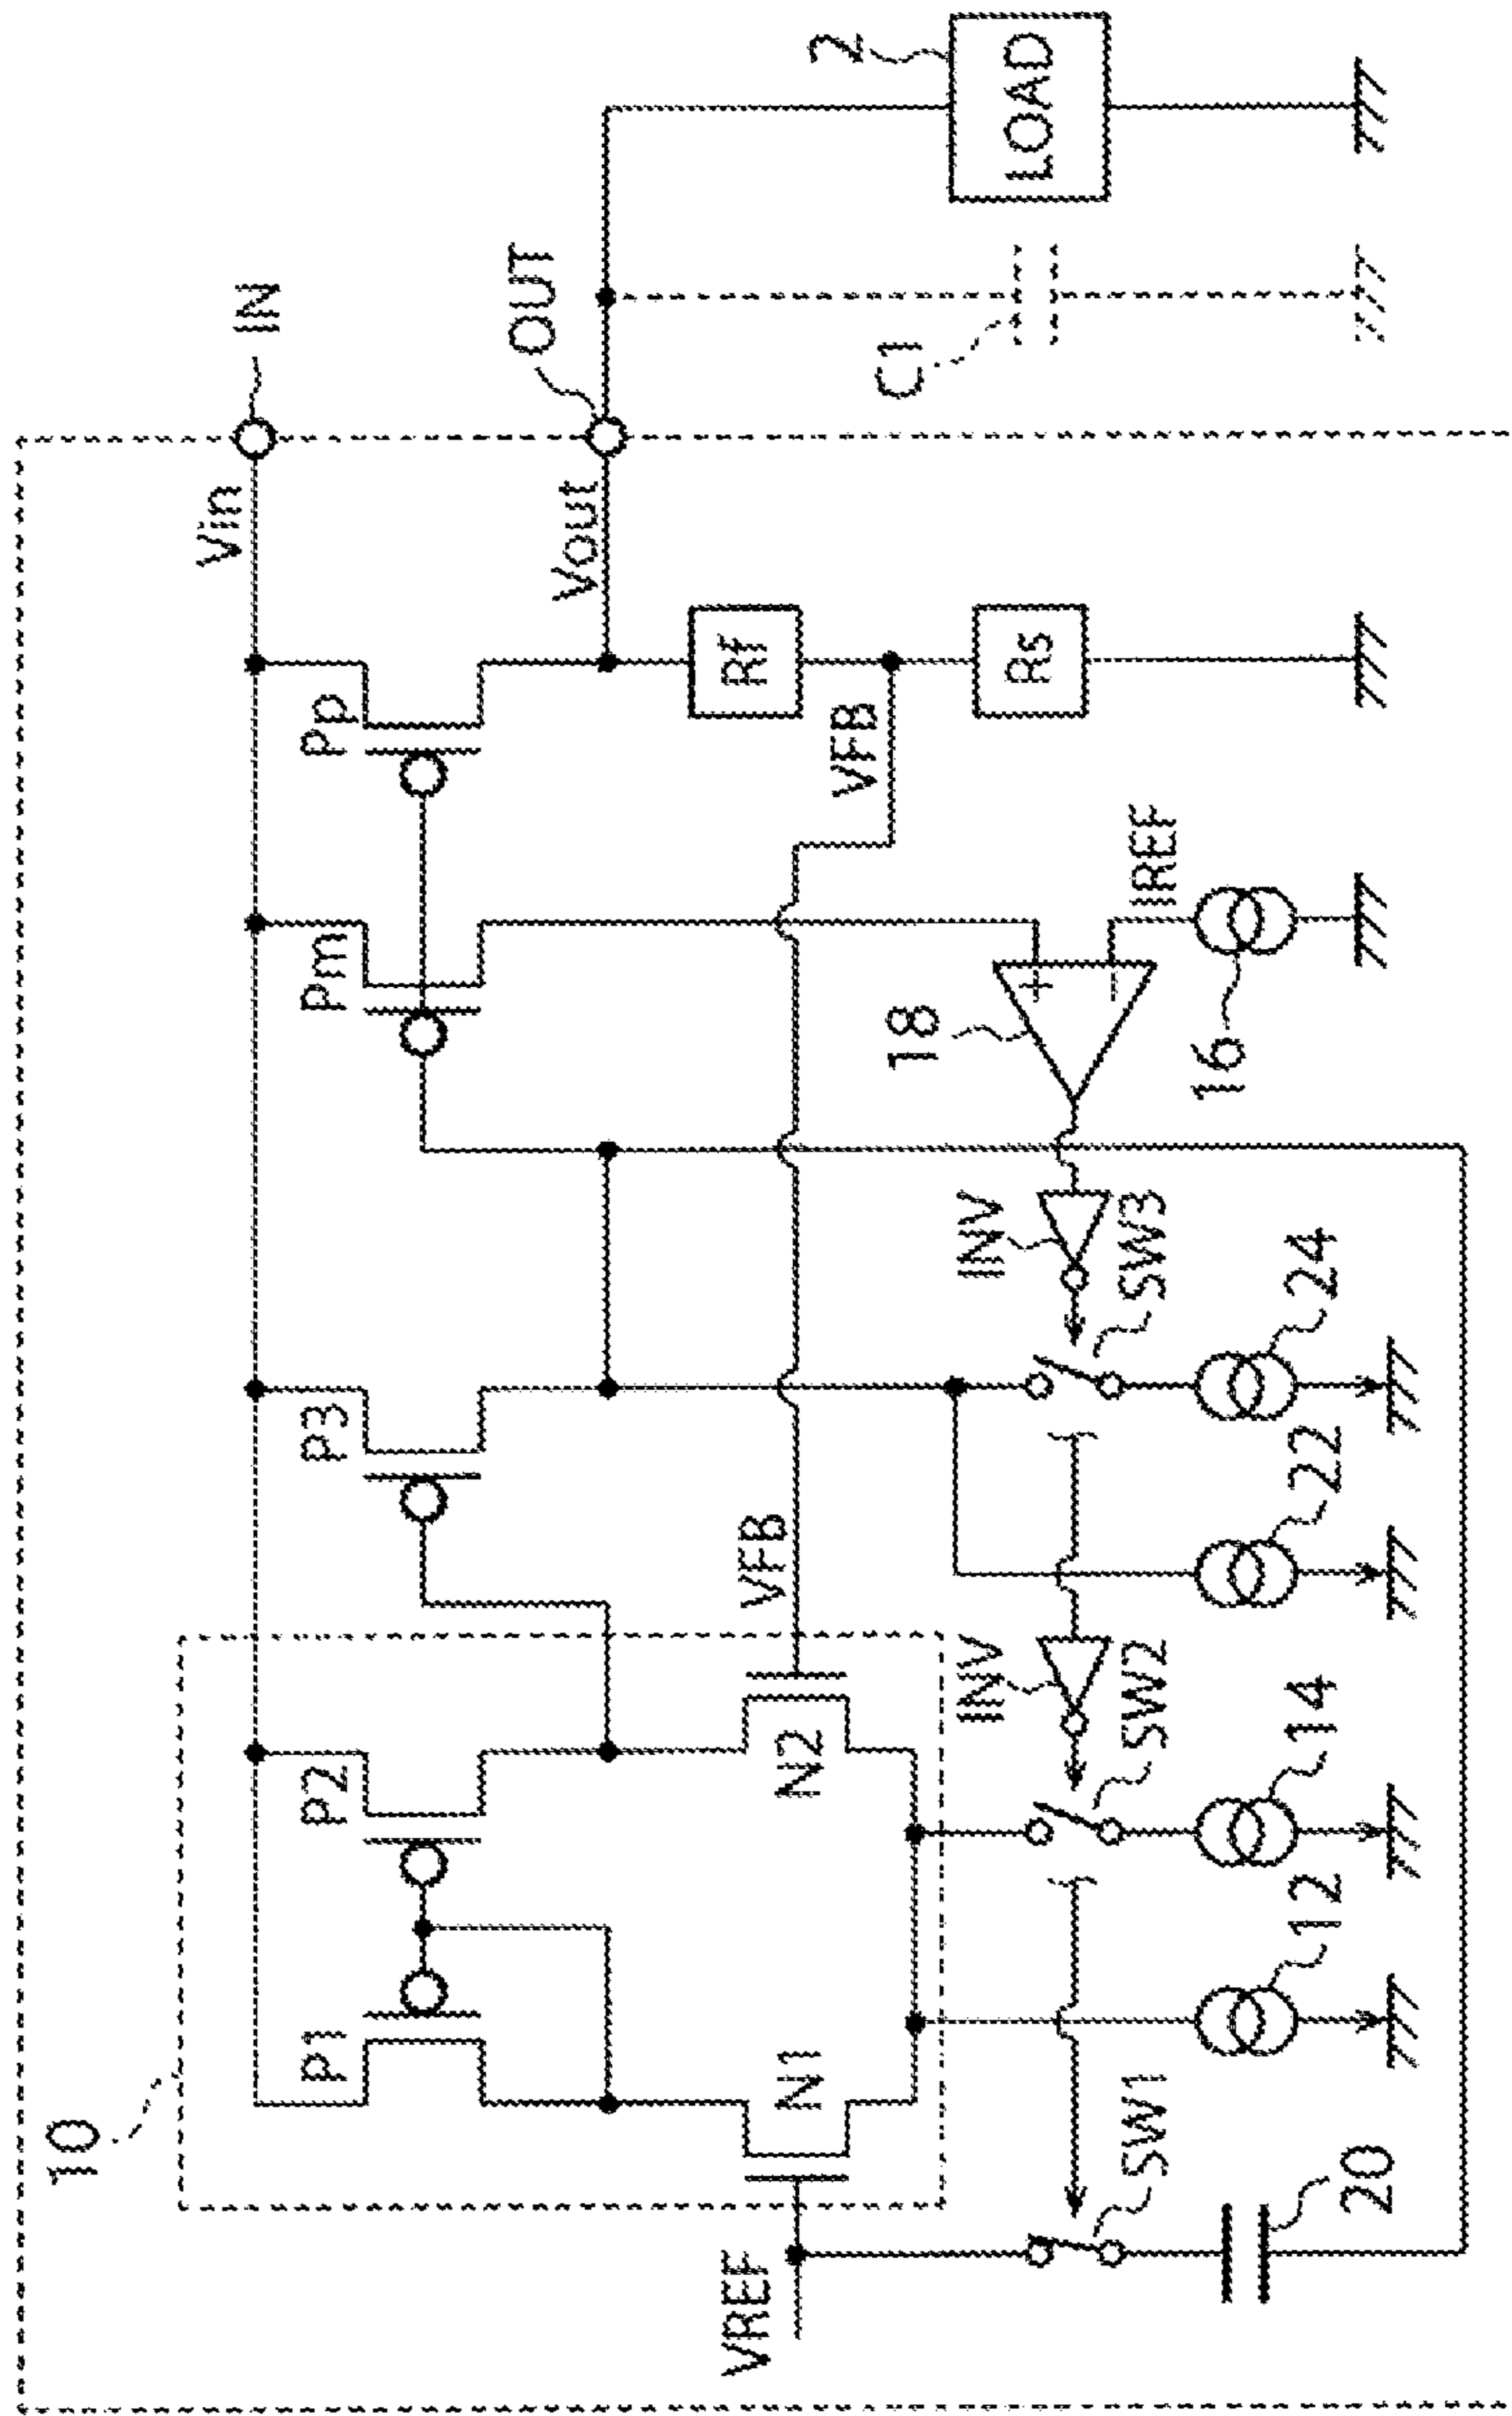 10
IN
Vin
P1
P2
P3
Pm
Pp
OUT
Vout
Rf
VFB
VFB
VREF
N1
N2
2
LOAD
C1
Rs
18
IREF
16
INV
INV
SW1
SW2
SW3
20
12
14
22
24